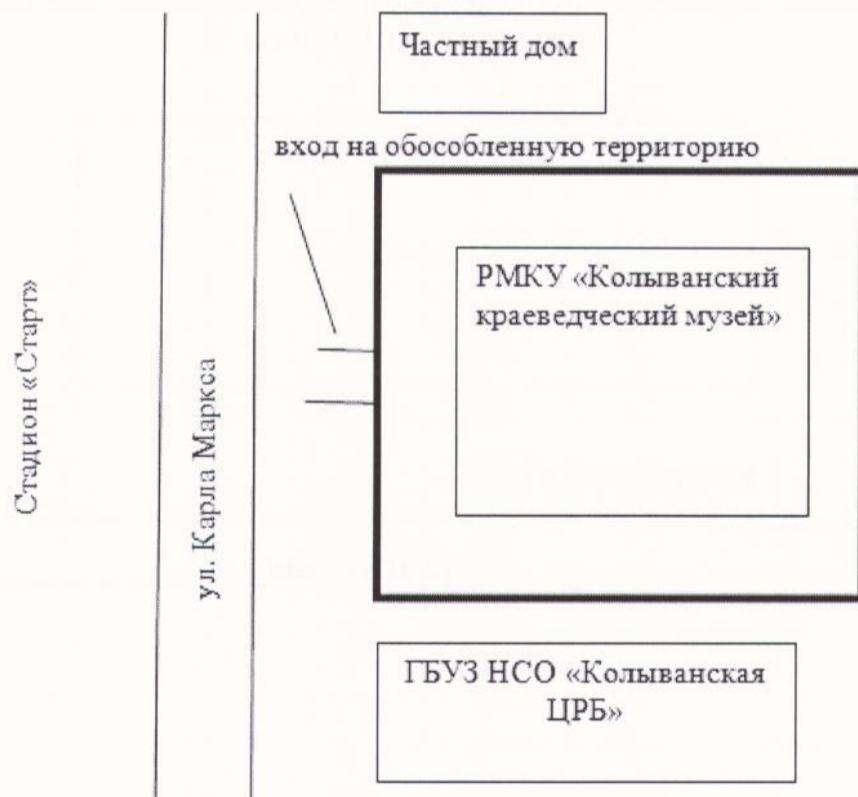 Частный дом
вход на обособленную территорию
РМКУ «Колыванский
краеведческий музей»
Стадион «Старт»
ул. Карла Маркса
ГБУЗ НСО «Колыванская
ЦРБ»